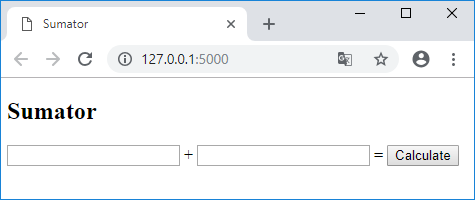 Sumator
127.0.0.1:5000
Sumator
+ = Calculate